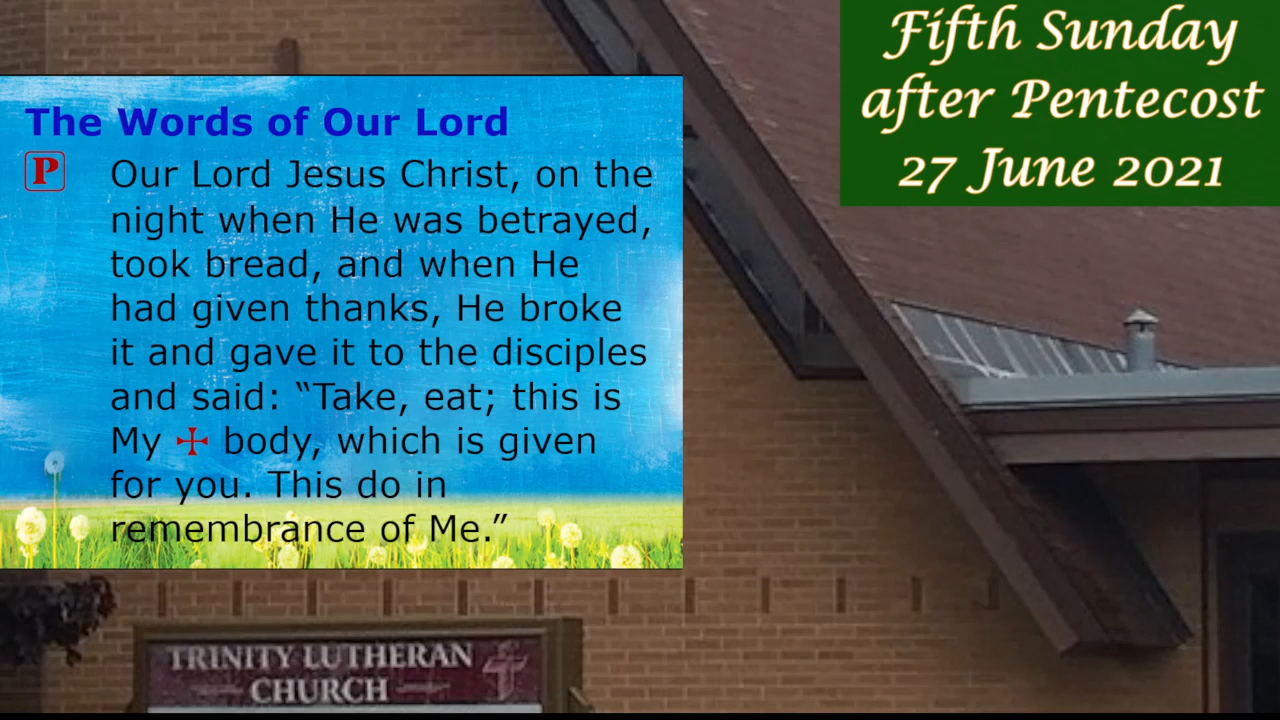 Fifth Sunday
after Pentecost
27 June 2021
The Words of Our Lord
P Our Lord Jesus Christ, on the
night when He was betrayed,
took bread, and when He
had given thanks, He broke
it and gave it to the disciples
and said: “Take, eat; this is
My ☩ body, which is given
for you. This do in
remembrance of Me.”
TRINITY LUTHERAN
CHURCH